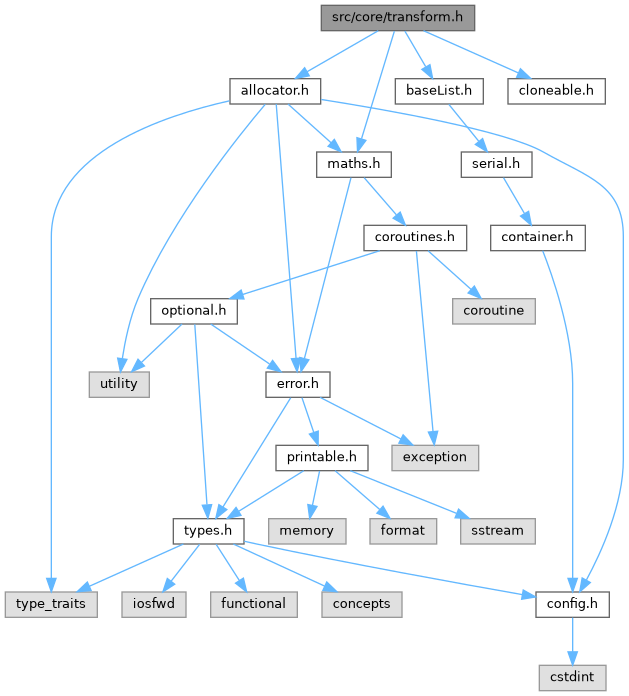 src/core/transform.h
allocator.h
baseList.h
cloneable.h
maths.h
serial.h
coroutines.h
container.h
optional.h
coroutine
utility
error.h
printable.h
exception
types.h
memory
format
sstream
type_traits
iosfwd
functional
concepts
config.h
cstdint